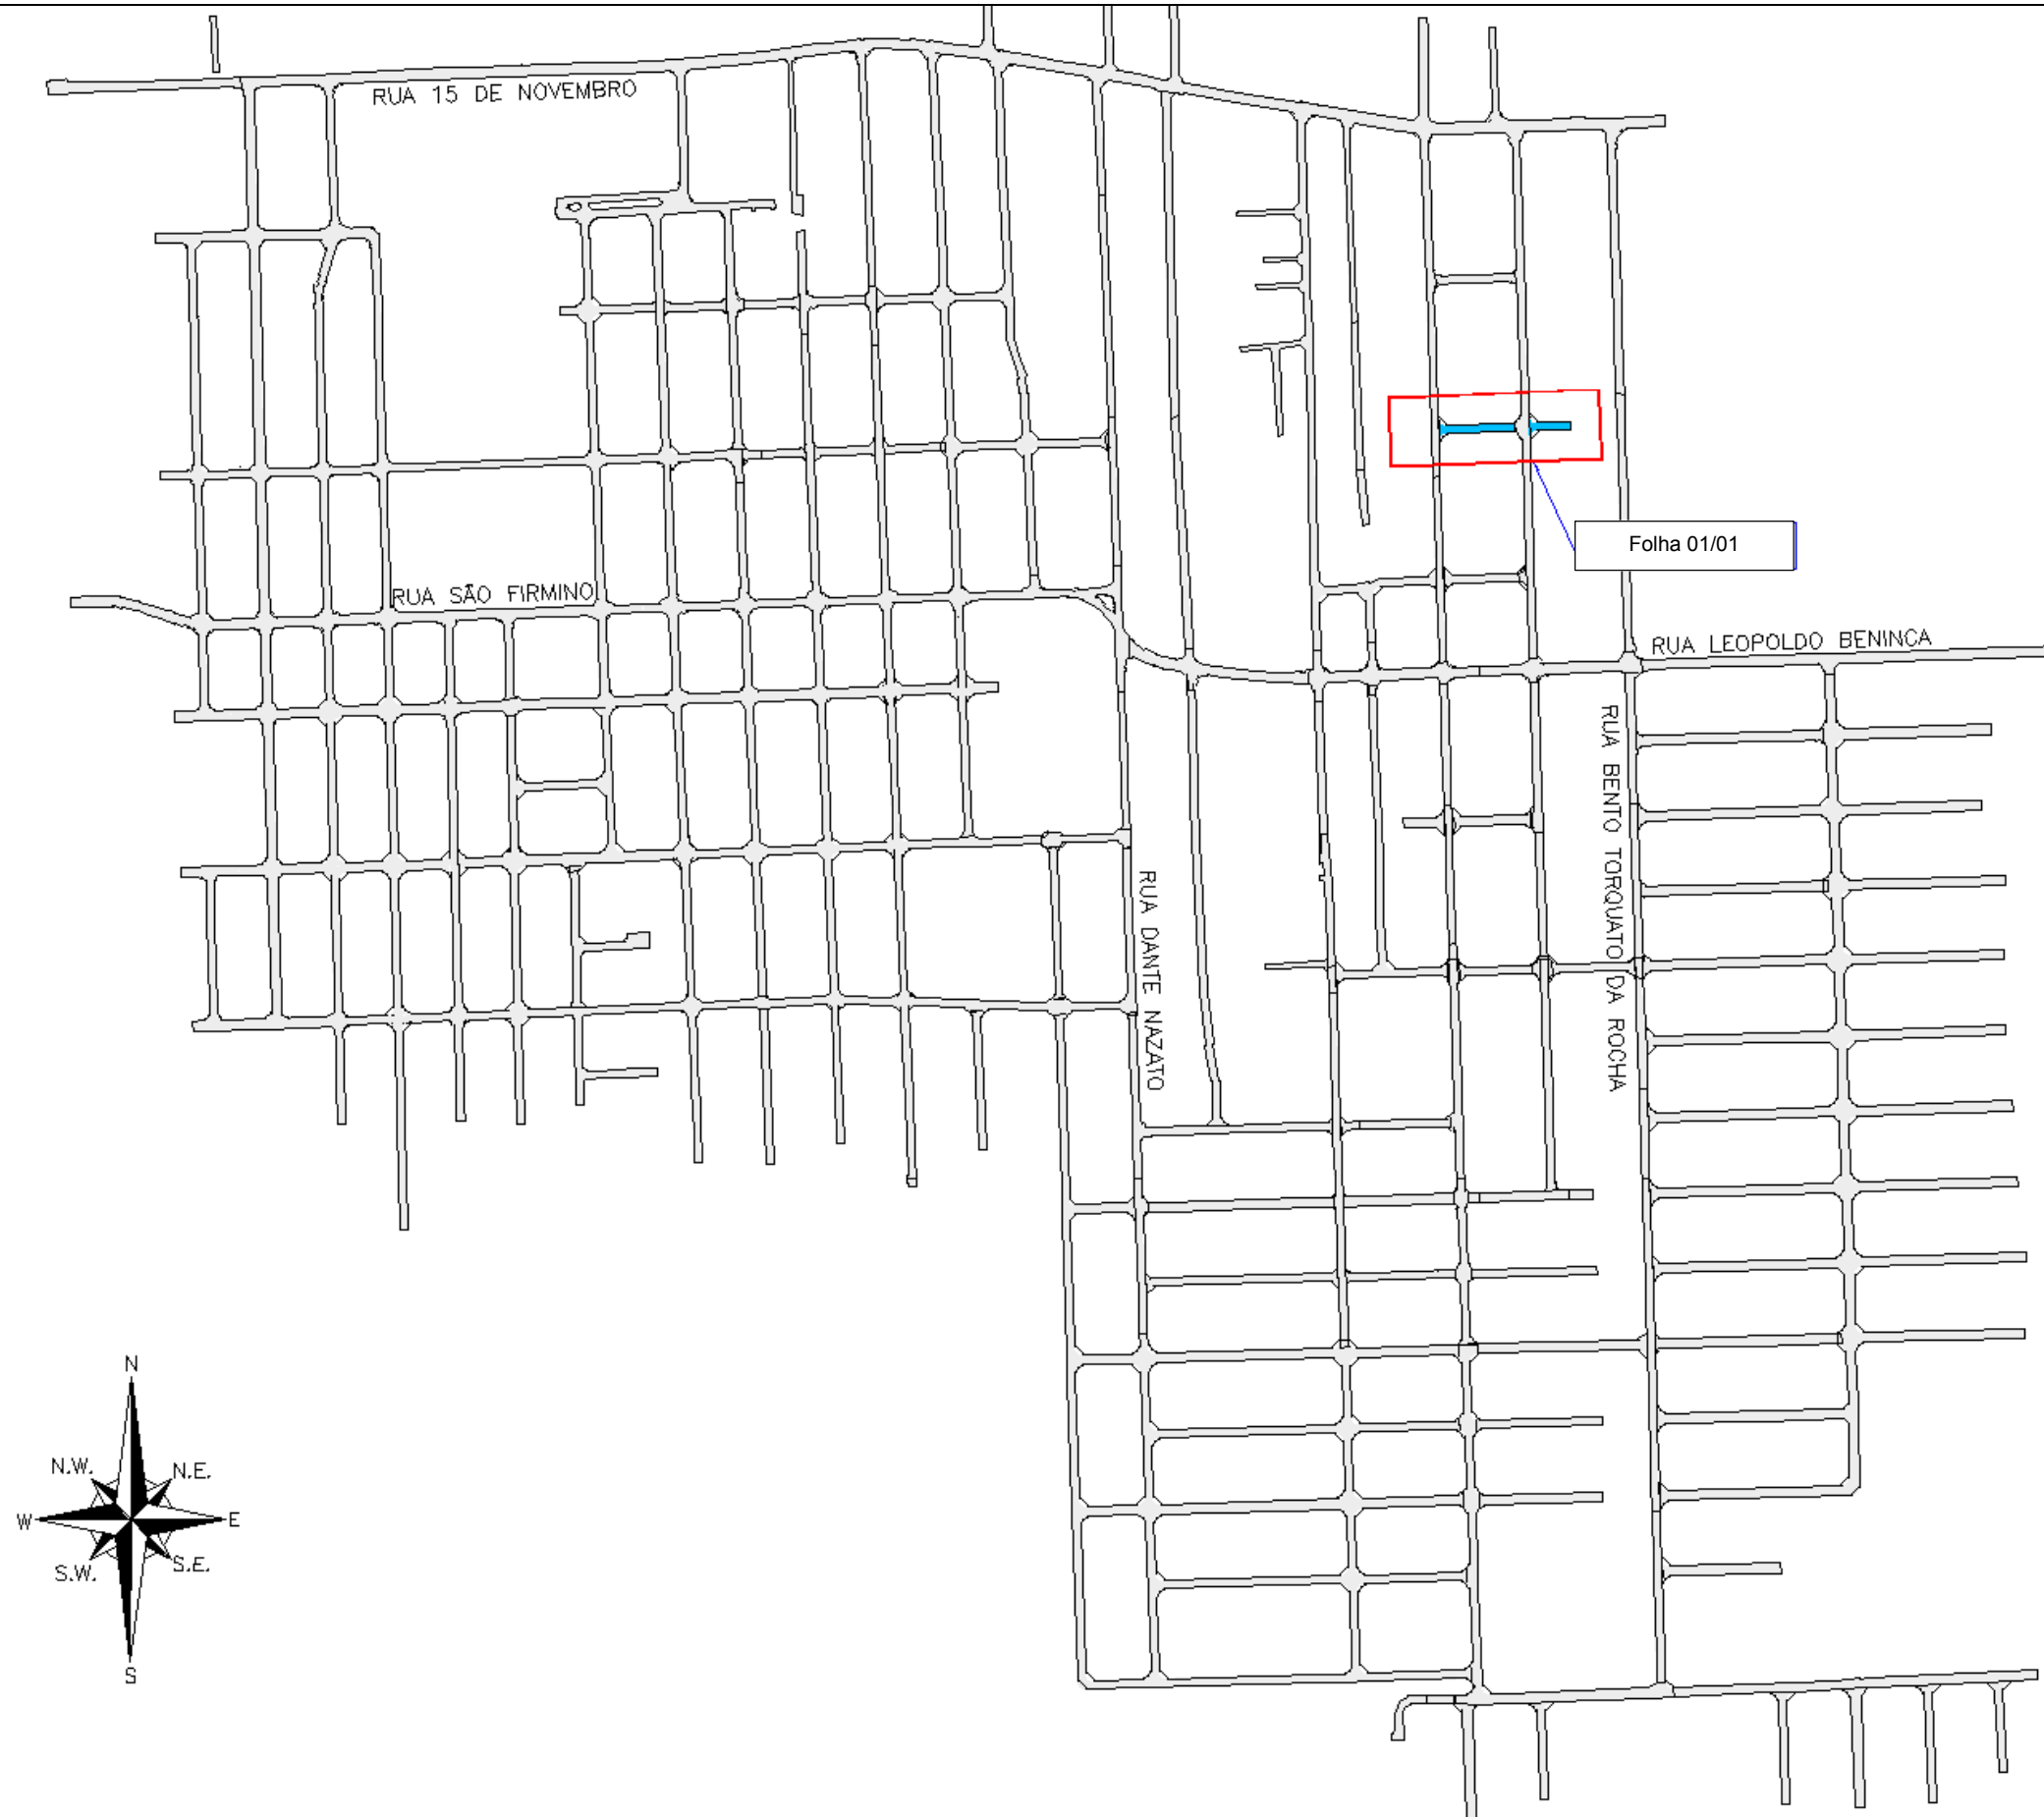 RUA 15 DE NOVEMBRO
Folha 01/01
RUA SÃO FIRMINO
RUA LEOPOLDO BENINCA
RUA BENTO TORQUATO DA ROCHA
RUA DANTE NAZATO
N
N.W.
N.E.
W
E
S.W.
S.E.
S